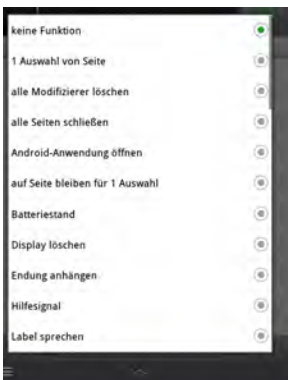 keine Funktion
1 Auswahl von Seite
alle Modifizierer löschen
alle Seiten schließen
Android-Anwendung öffnen
auf Seite bleiben für 1 Auswahl
Batteriestand
Display löschen
Endung anhängen
Hilfesignal
Label sprechen